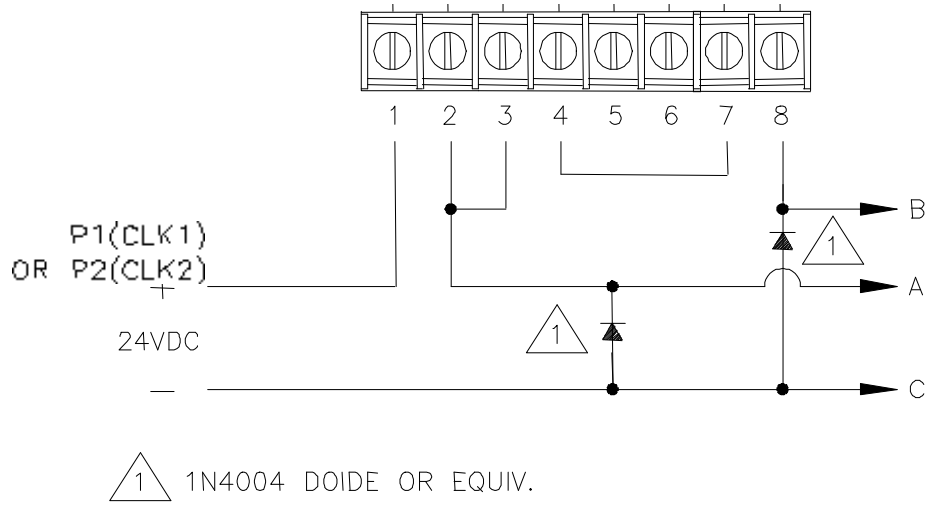 1 2 3 4 5 6 7 8
B
P1(CLK1)
1
OR P2(CLK2)
+
A
24VDC
1
—
C
1 1N4004 DOIDE OR EQUIV.